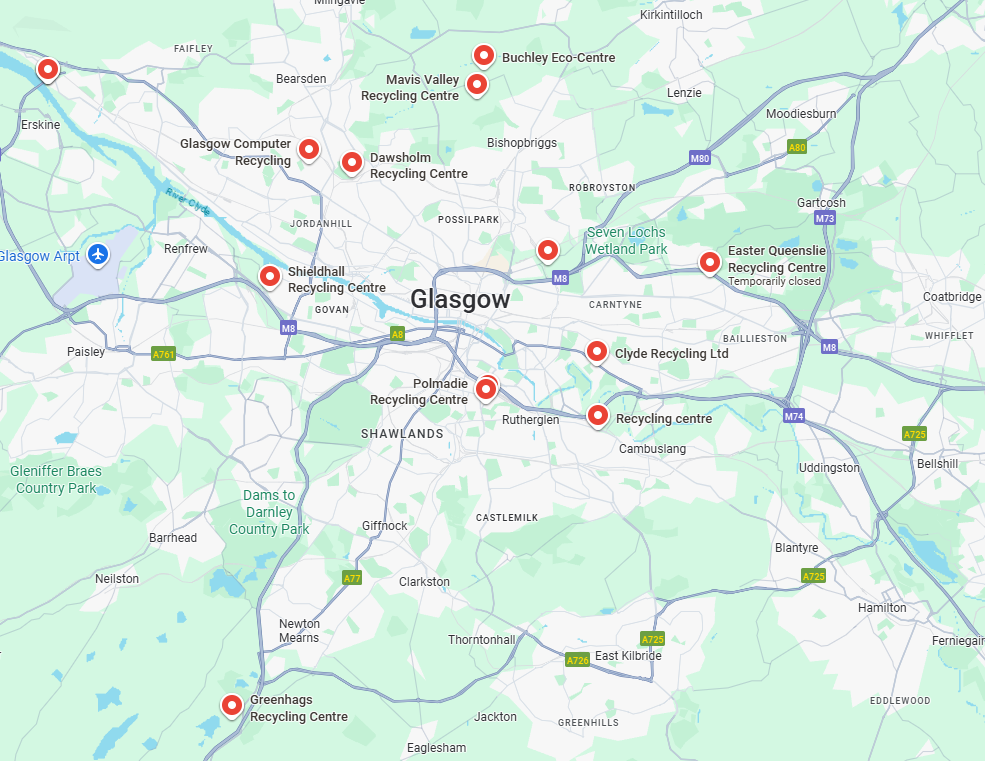 Milngavie
Kirkintilloch
FAIFLEY
Buchley Eco-Centre
Bearsden
Mavis Valley
Recycling Centre
Lenzie
Moodiesburn
Erskine
Glasgow Computer
Recycling
Dawsholm
Recycling Centre
Bishopbriggs
A80
M80
ROBROYSTON
River Clyde
Gartcosh
M73
JORDANHILL
POSSILPARK
Seven Lochs
Wetland Park
Glasgow Arpt
Renfrew
Easter Queenslie
Recycling Centre
Temporarily closed
Shieldhall
Recycling Centre
M8
Glasgow
Coatbridge
GOVAN
CARNTYNE
M8
A8
WHIFFLET
BAILLIESTON
M8
Paisley
A761
Clyde Recycling Ltd
Polmadie
Recycling Centre
Rutherglen
Recycling centre
M74
SHAWLANDS
Cambuslang
A725
Gleniffer Braes
Country Park
Uddingston
Bellshill
Dams to
Darnley
Country Park
CASTLEMILK
Giffnock
Barrhead
Blantyre
Neilston
A77
Clarkston
A725
Hamilton
Newton
Mearns
Thorntonhall
A725
Ferniegair
A726
East Kilbride
Greenhags
Recycling Centre
Jackton
GREENHILLS
EDDLEWOOD
Eaglesham